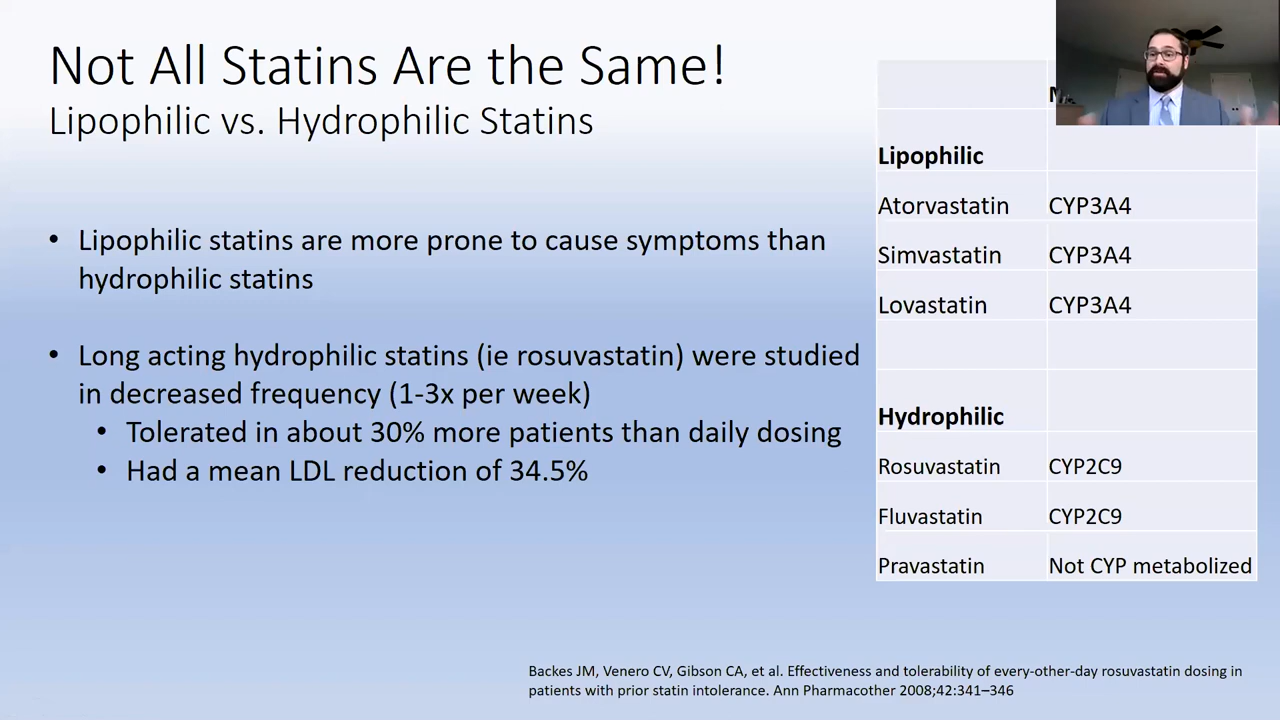 Not All Statins Are the Same!
Lipophilic vs. Hydrophilic Statins
• Lipophilic statins are more prone to cause symptoms than
hydrophilic statins
• Long acting hydrophilic statins (ie rosuvastatin) were studied
in decreased frequency (1-3x per week)
• Tolerated in about 30% more patients than daily dosing
• Had a mean LDL reduction of 34.5%
Lipophilic
Atorvastatin CYP3A4
Simvastatin CYP3A4
Lovastatin CYP3A4
Hydrophilic
Rosuvastatin CYP2C9
Fluvastatin CYP2C9
Pravastatin Not CYP metabolized
Backes JM, Venero CV, Gibson CA, et al. Effectiveness and tolerability of every-other-day rosuvastatin dosing in
patients with prior statin intolerance. Ann Pharmacother 2008;42:341–346